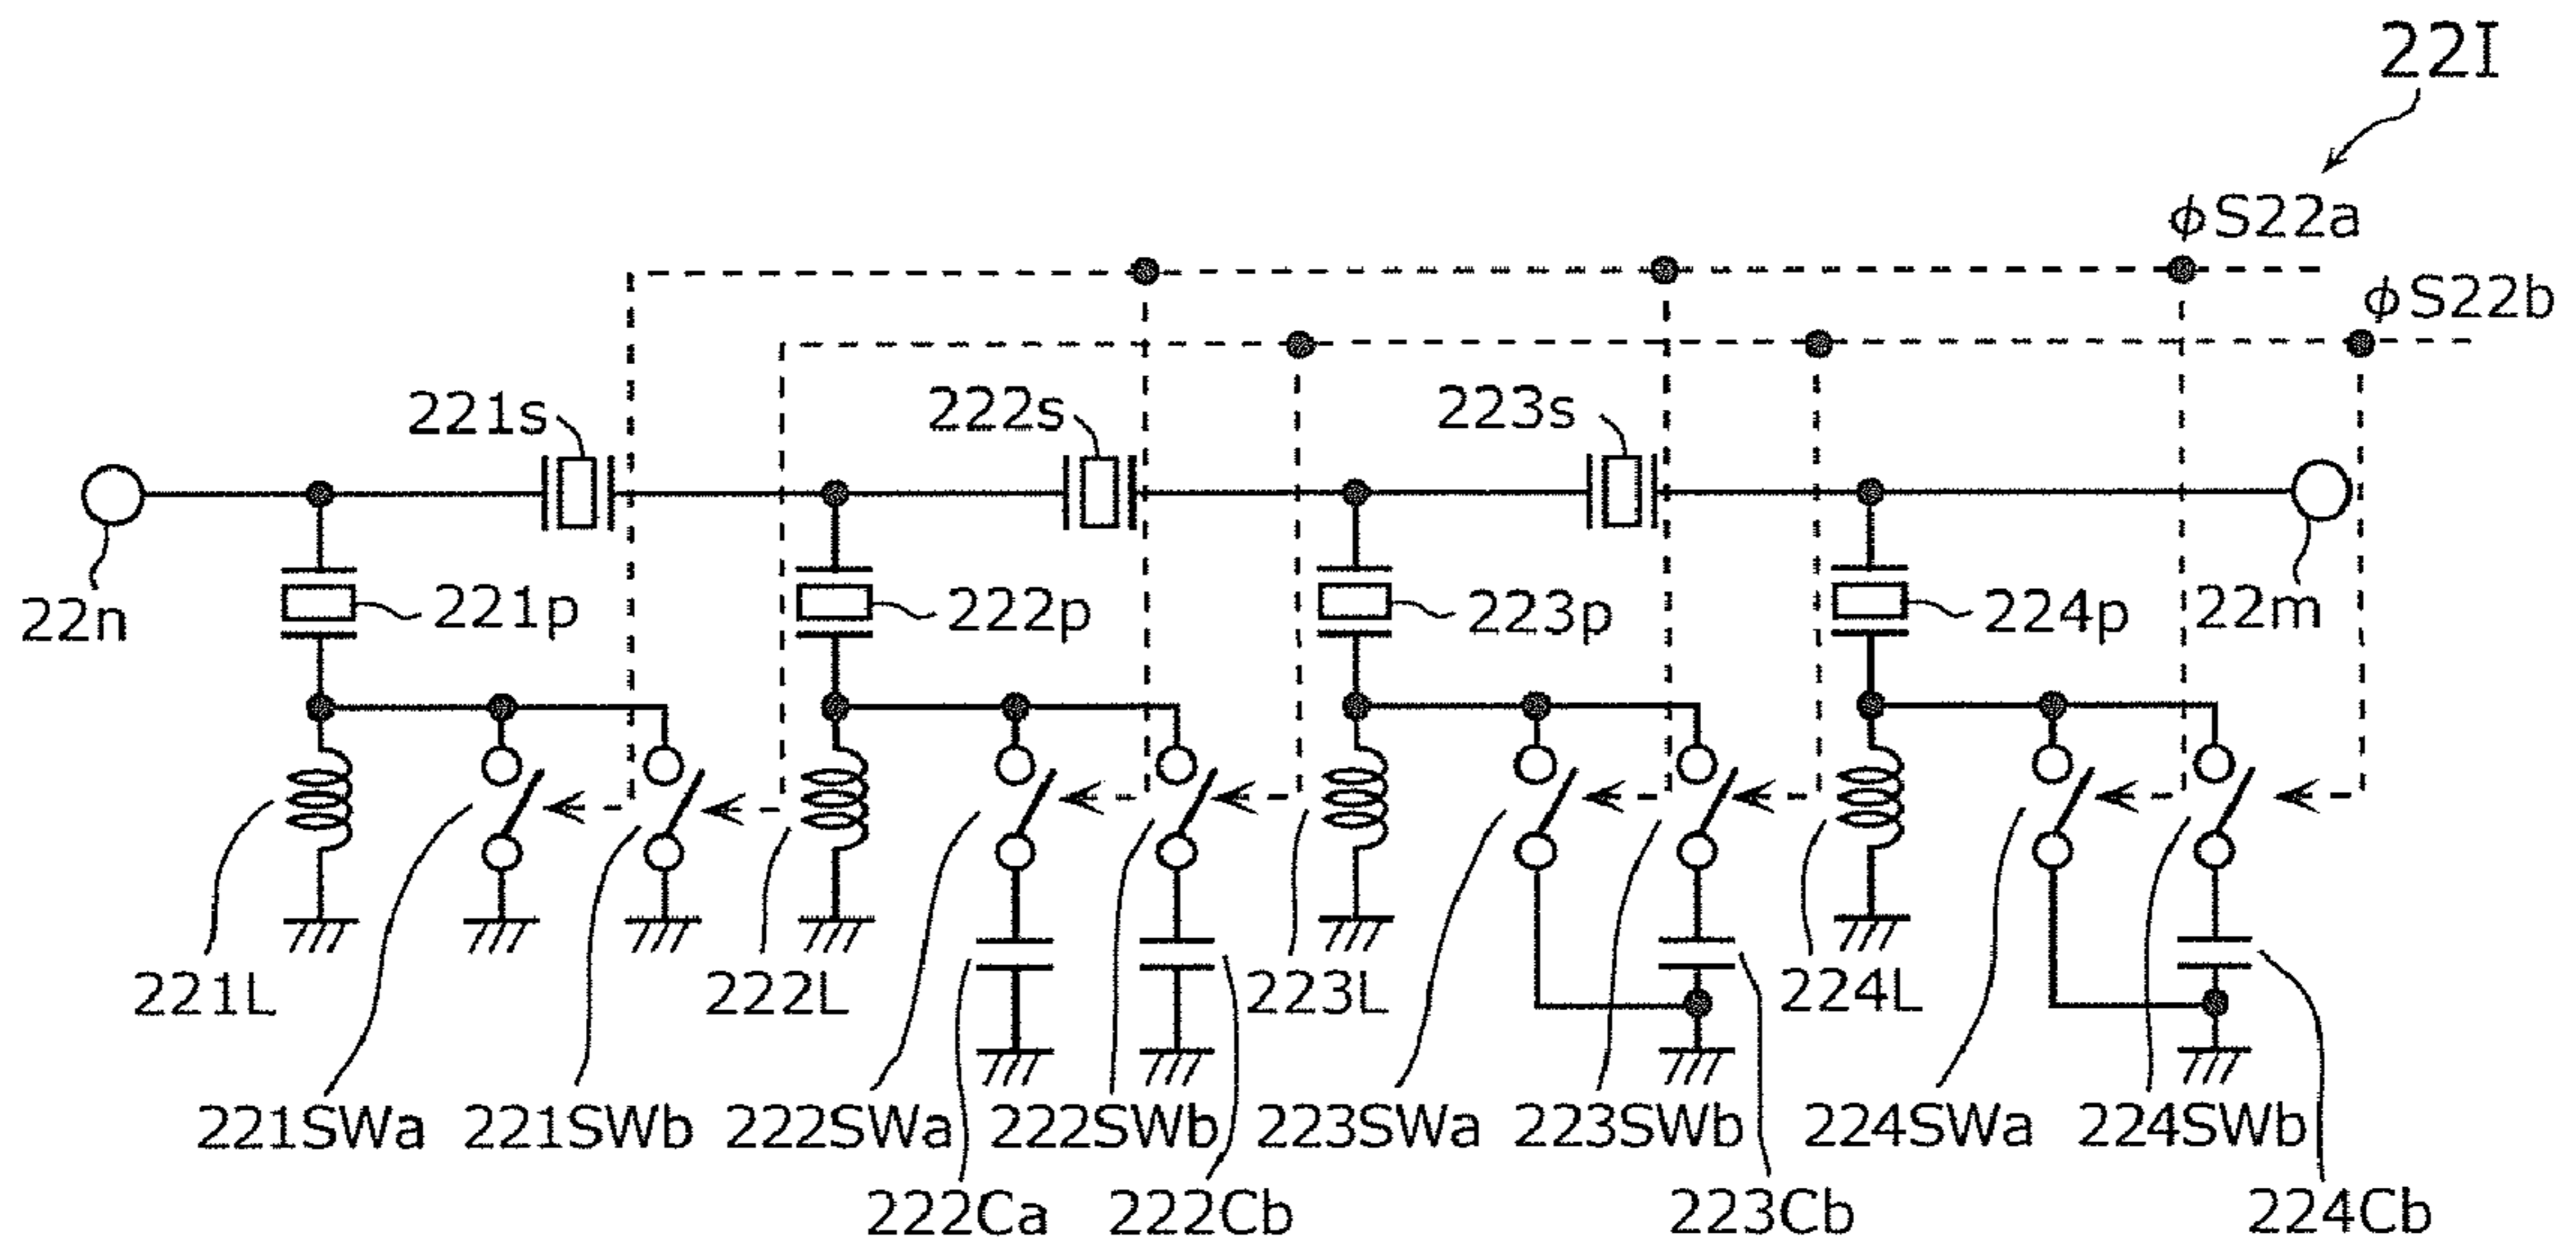 22I
ϕS22a
ϕS22b
221s 222s 223s
22n 221p 222p 223p 224p 22m
221L 222L 223L 224L
221SWa 221SWb 222SWa 222SWb 223SWa 223SWb 224SWa 224SWb
222Ca 222Cb 223Cb 224Cb